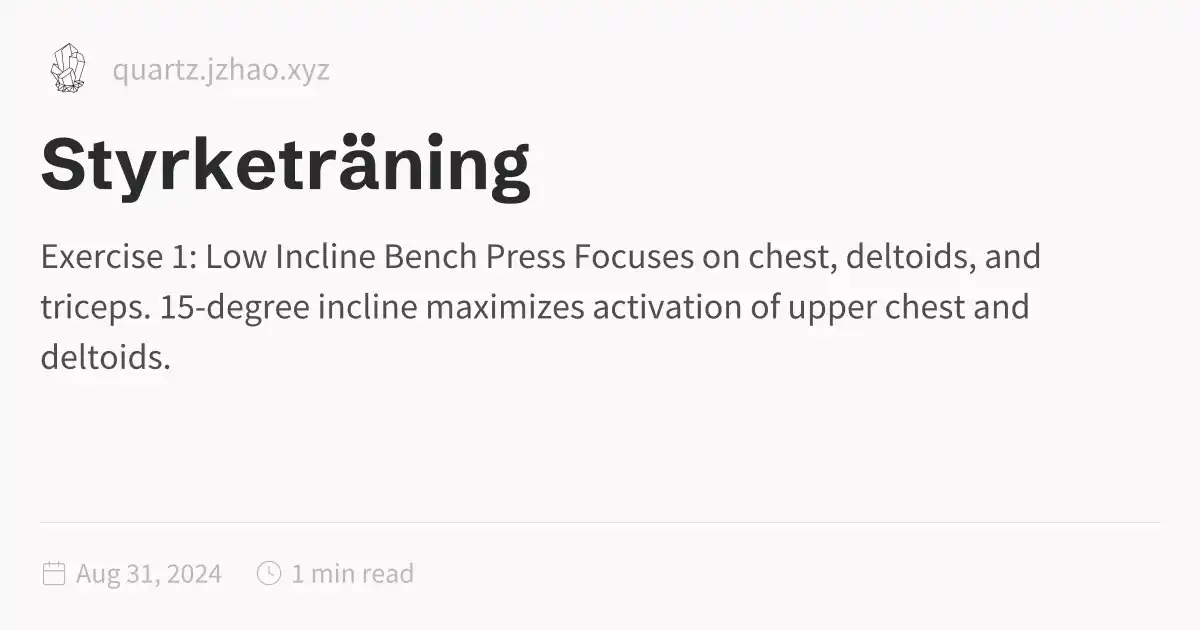 quartz.jzhao.xyz
Styrketräning
Exercise 1: Low Incline Bench Press Focuses on chest, deltoids, and
triceps. 15-degree incline maximizes activation of upper chest and
deltoids.
Aug 31, 2024 1 min read